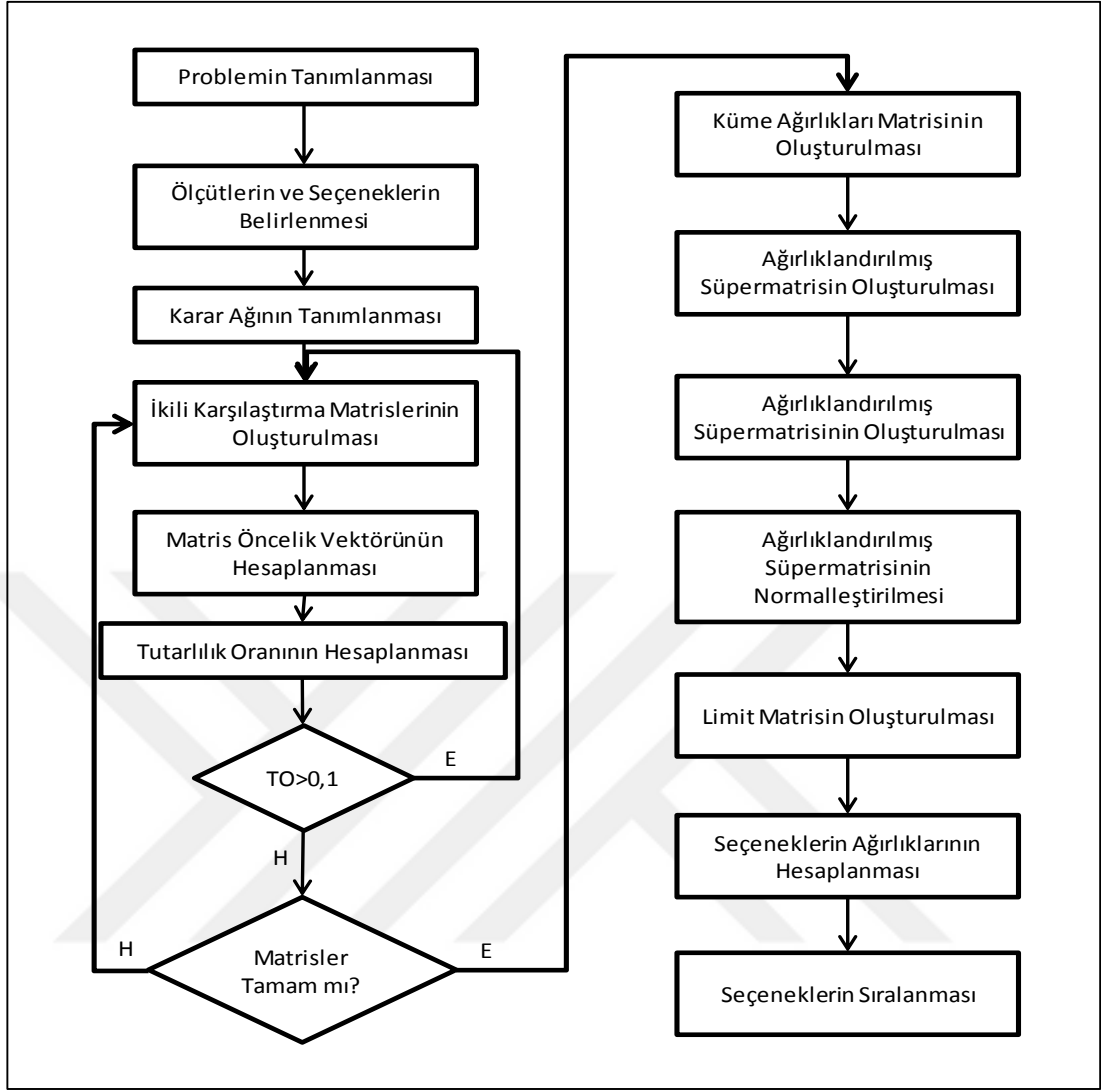 Problemin Tanımlanması
Ölçütlerin ve Seçeneklerin
Belirlenmesi
Karar Ağının Tanımlanması
İkili Karşılaştırma Matrislerinin
Oluşturulması
Matris Öncelik Vektörünün
Hesaplanması
Tutarlılık Oranının Hesaplanması
TO>0,1
E
H
Matrisler
Tamam mı?
H
E
Küme Ağırlıkları Matrisinin
Oluşturulması
Ağırlıklandırılmış
Süpermatrisin Oluşturulması
Ağırlıklandırılmış
Süpermatrisinin Oluşturulması
Ağırlıklandırılmış
Süpermatrisinin
Normalleştirilmesi
Limit Matrisin Oluşturulması
Seçeneklerin Ağırlıklarının
Hesaplanması
Seçeneklerin Sıralanması